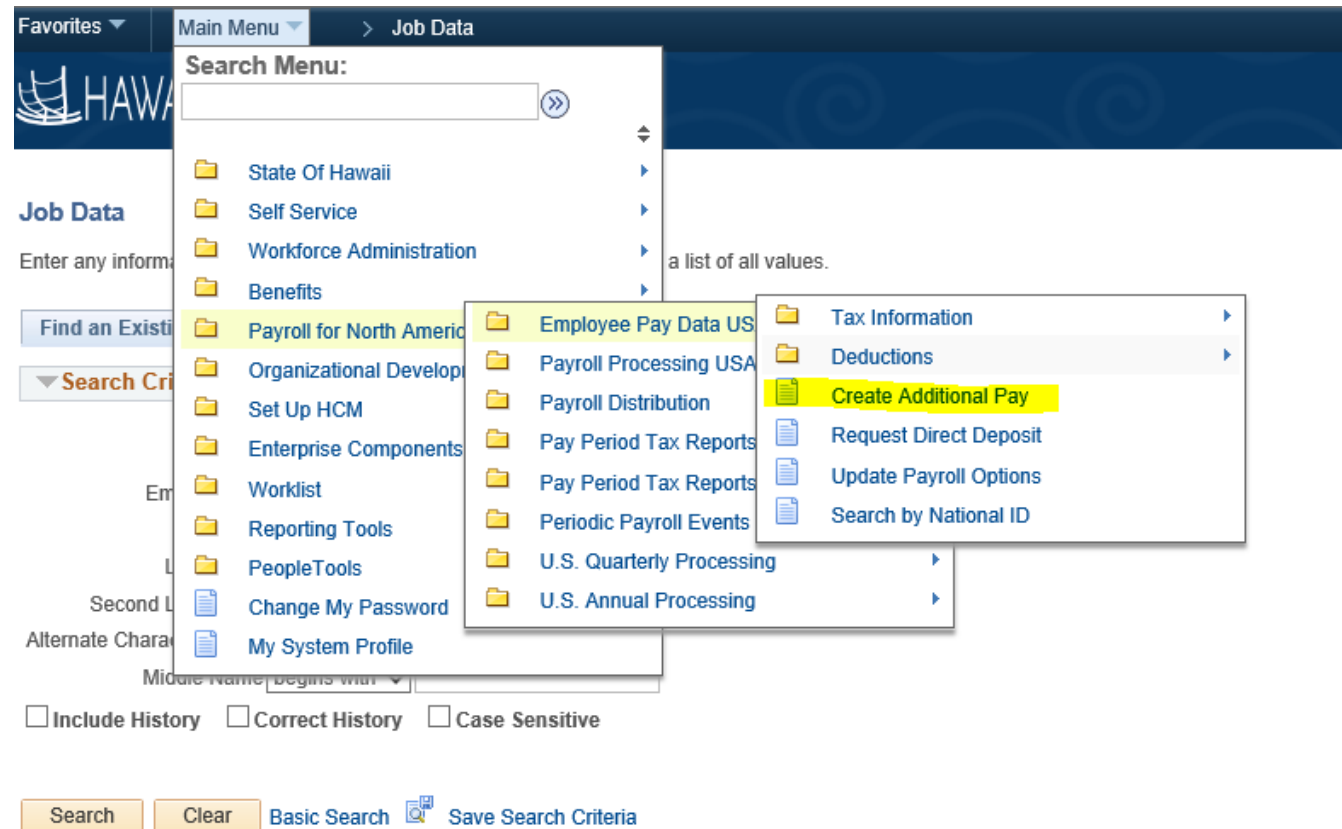 Favorites Main Menu > Job Data
Search Menu:
HAWA
State Of Hawaii
Self Service
Job Data
Workforce Administration
Enter any informa a list of all values.
Benefits
Find an Existi Payroll for North Americ Employee Pay Data US Tax Information
Organizational Develop Payroll Processing USA Deductions
Search Cri
Set Up HCM Payroll Distribution Create Additional Pay
Enterprise Components Pay Period Tax Reports Request Direct Deposit
Em Worklist Pay Period Tax Reports Update Payroll Options
Reporting Tools Periodic Payroll Events Search by National ID
L PeopleTools U.S. Quarterly Processing
Second L Change My Password U.S. Annual Processing
Alternate Charac My System Profile
Middle Name begins with
Include History Correct History Case Sensitive
Search Clear Basic Search Save Search Criteria